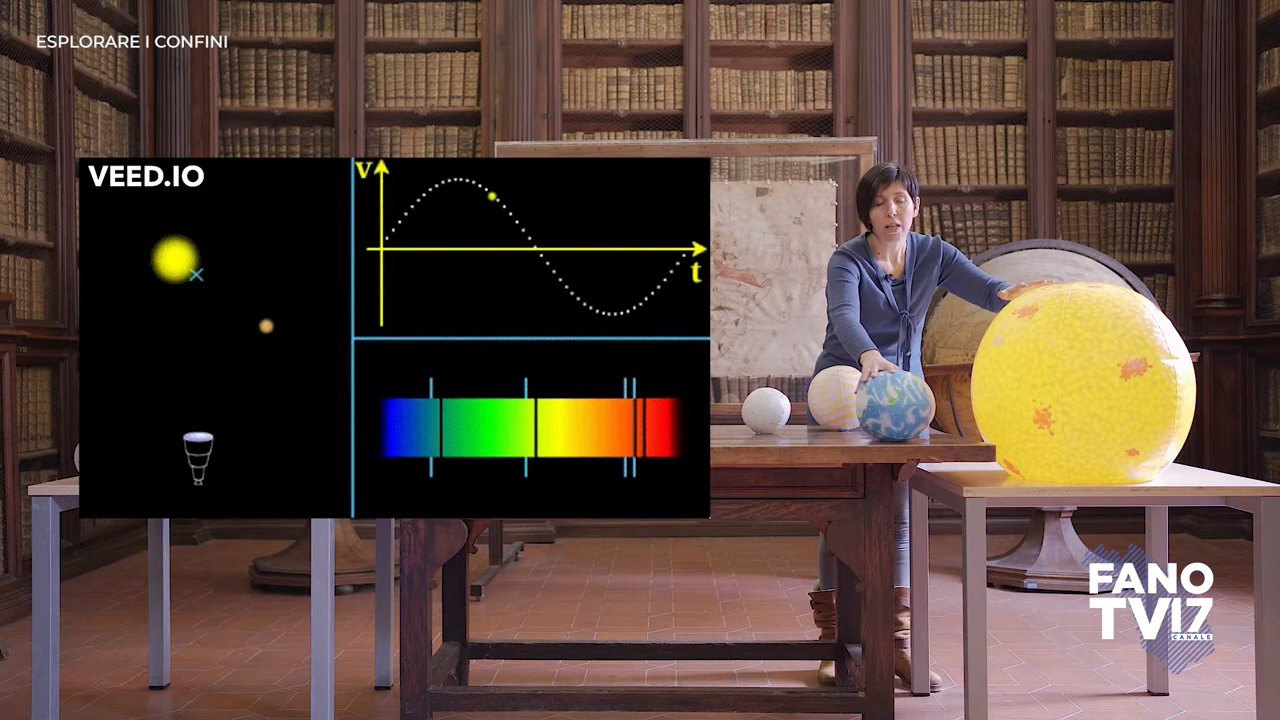 ESPLORARE I CONFINI
VEED.IO
v
t
FANO
TV17
CANALE